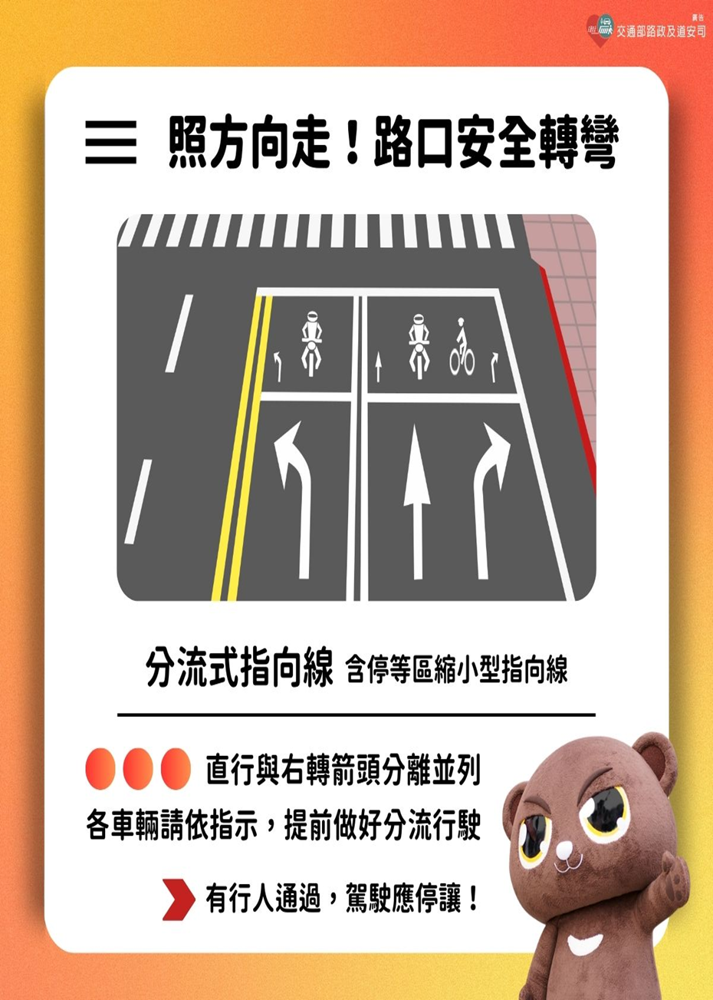 廣告
交通部路政及道安司
照方向走！路口安全轉彎
分流式指向線 含停等區縮小型指向線
直行與右轉箭頭分離並列
各車輛請依指示，提前做好分流行駛
有行人通過，駕駛應停讓！